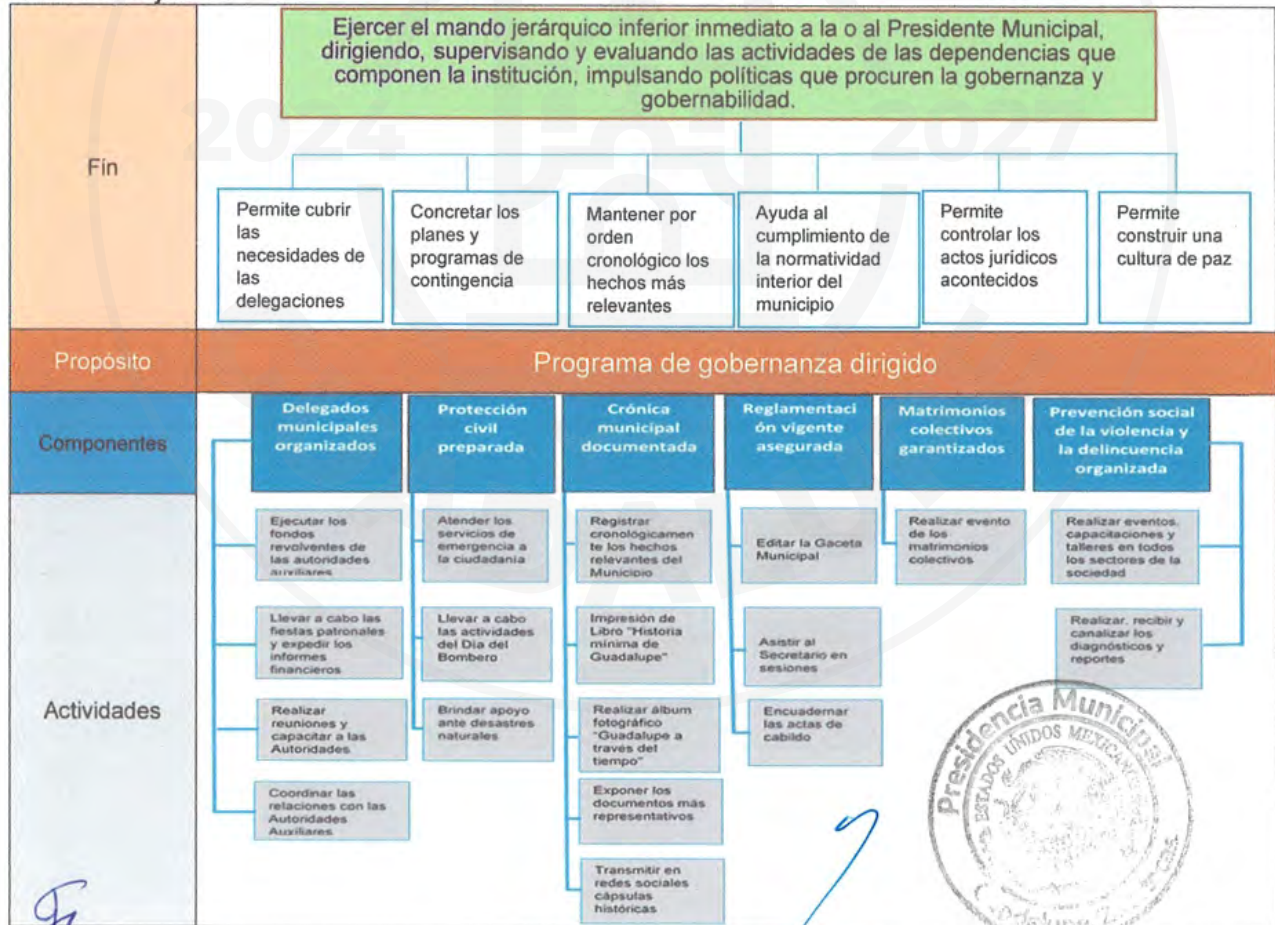 Ejercer el mando jerárquico inferior inmediato a la o al Presidente Municipal,
dirigiendo, supervisando y evaluando las actividades de las dependencias que
componen la institución, impulsando políticas que procuren la gobernanza y
gobernabilidad.
2024
2027
Fín
Permite cubrir
las
necesidades de
las
delegaciones
Concretar los
planes y
programas de
contingencia
Mantener por
orden
cronológico los
hechos más
relevantes
Ayuda al
cumplimiento de
la normatividad
interior del
municipio
Permite
controlar los
actos jurídicos
acontecidos
Permite
construir una
cultura de paz
Propósito
Programa de gobernanza dirigido
Componentes
Delegados
municipales
organizados
Protección
civil
preparada
Crónica
municipal
documentada
Reglamentaci
ón vigente
asegurada
Matrimonios
colectivos
garantizados
Prevención social
de la violencia y
la delincuencia
organizada
Actividades
Ejecutar los
fondos
revolventes de
las autoridades
auxiliares
Llevar a cabo las
fiestas patronales
y expedir los
informes
financieros
Realizar
reuniones y
capacitar a las
Autoridades
Coordinar las
relaciones con las
Autoridades
Auxiliares
Atender los
servicios de
emergencia a
la ciudadanía
Llevar a cabo
las actividades
del Día del
Bombero
Brindar apoyo
ante desastres
naturales
Registrar
cronológicamen
te los hechos
relevantes del
Municipio
Impresión de
Libro "Historia
mínima de
Guadalupe"
Realizar álbum
fotográfico
"Guadalupe a
través del
tiempo"
Exponer los
documentos más
representativos
Transmitir en
redes sociales
cápsulas
históricas
Editar la Gaceta
Municipal
Asistir al
Secretario en
sesiones
Encuadernar
las actas de
cabildo
Realizar evento
de los
matrimonios
colectivos
Realizar eventos,
capacitaciones y
talleres en todos
los sectores de la
sociedad
Realizar, recibir y
canalizar los
diagnósticos y
reportes
Presidencia Municipal
ESTADOS UNIDOS MEXICANOS